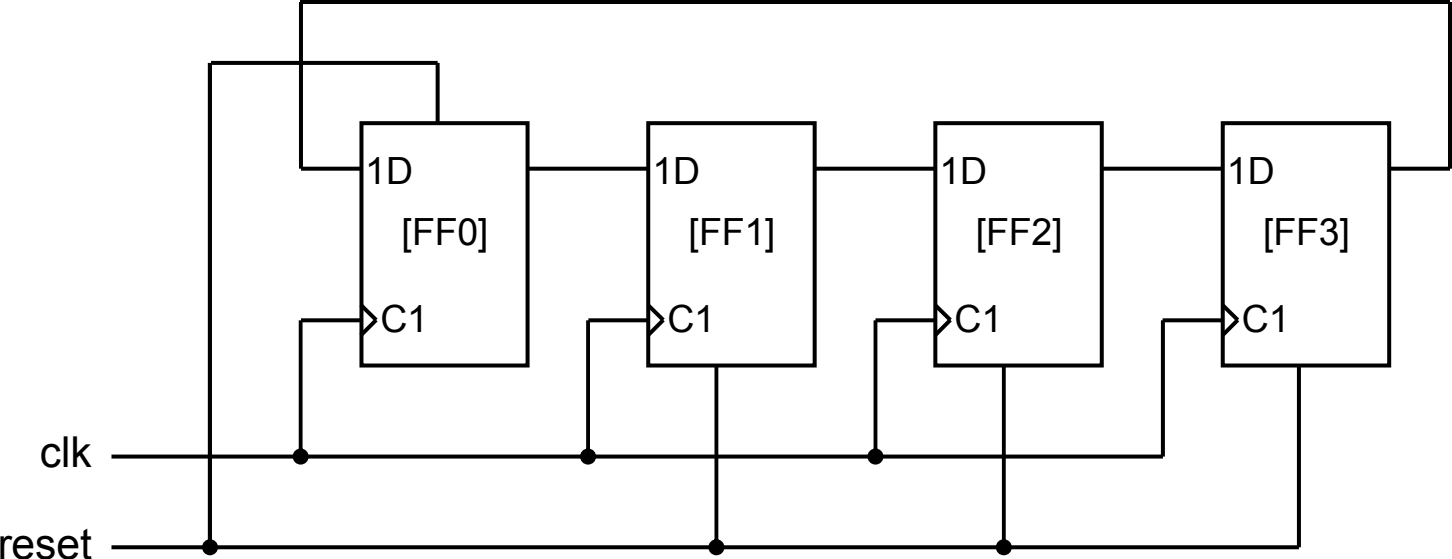 1D 1D 1D 1D
[FF0] [FF1] [FF2] [FF3]
C1 C1 C1 C1
clk
reset